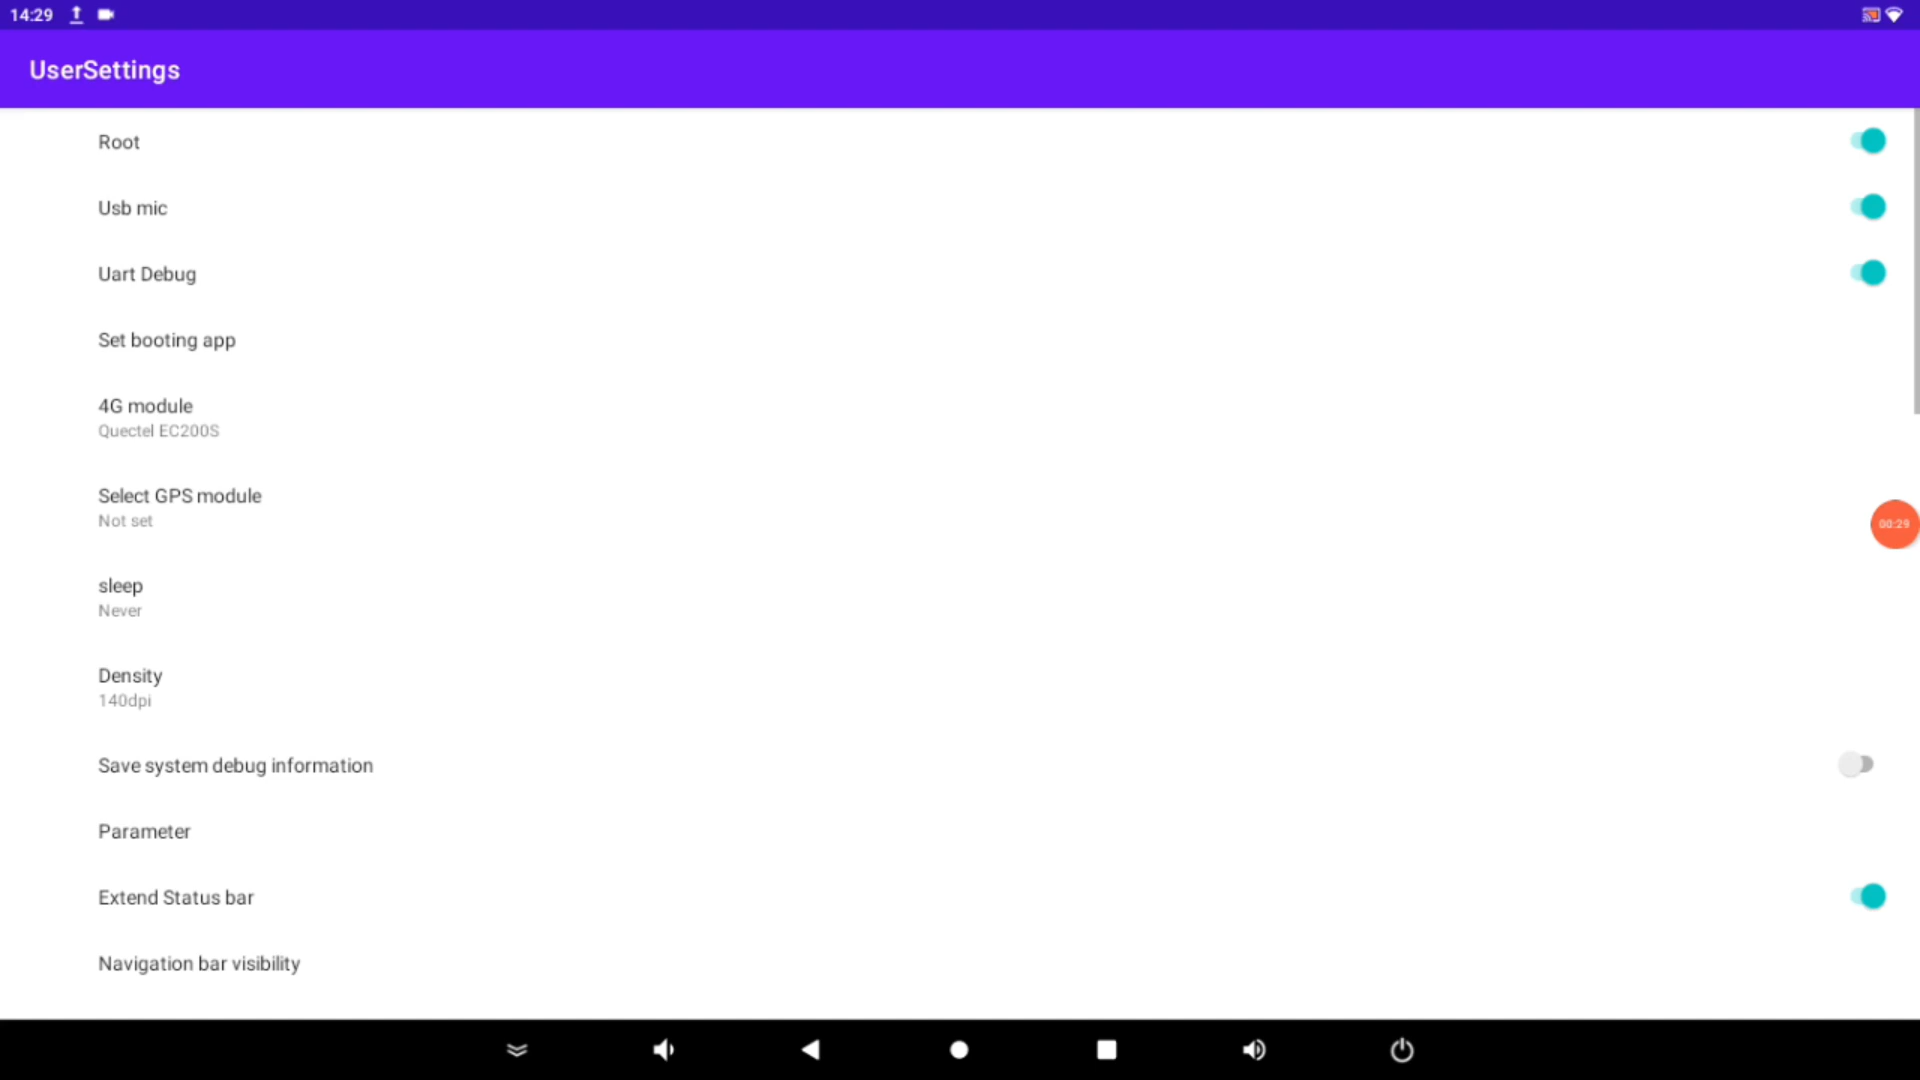 14:29
UserSettings
Root
Usb mic
Uart Debug
Set booting app
4G module
Quectel EC200S
Select GPS module
Not set
00:29
sleep
Never
Density
140dpi
Save system debug information
Parameter
Extend Status bar
Navigation bar visibility